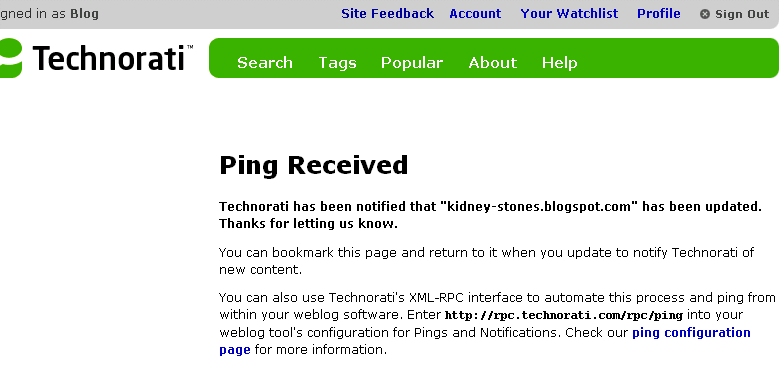 gned in as Blog
Site Feedback Account Your Watchlist Profile Sign Out
Technorati™
Search Tags Popular About Help
Ping Received
Technorati has been notified that "kidney-stones.blogspot.com" has been updated.
Thanks for letting us know.
You can bookmark this page and return to it when you update to notify Technorati of
new content.
You can also use Technorati's XML-RPC interface to automate this process and ping from
within your weblog software. Enter http://rpc.technorati.com/rpc/ping into your
weblog tool's configuration for Pings and Notifications. Check our ping configuration
page for more information.